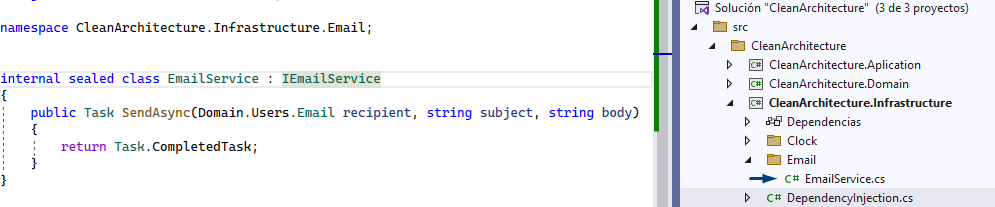 namespace CleanArchitecture.Infrastructure.Email;
internal sealed class EmailService : IEmailService
{
public Task SendAsync(Domain.Users.Email recipient, string subject, string body)
{
return Task.CompletedTask;
}
}
Solución "CleanArchitecture" (3 de 3 proyectos)
src
CleanArchitecture
C# CleanArchitecture.Aplication
C# CleanArchitecture.Domain
C# CleanArchitecture.Infrastructure
Dependencias
Clock
Email
C# EmailService.cs
C# DependencyInjection.cs